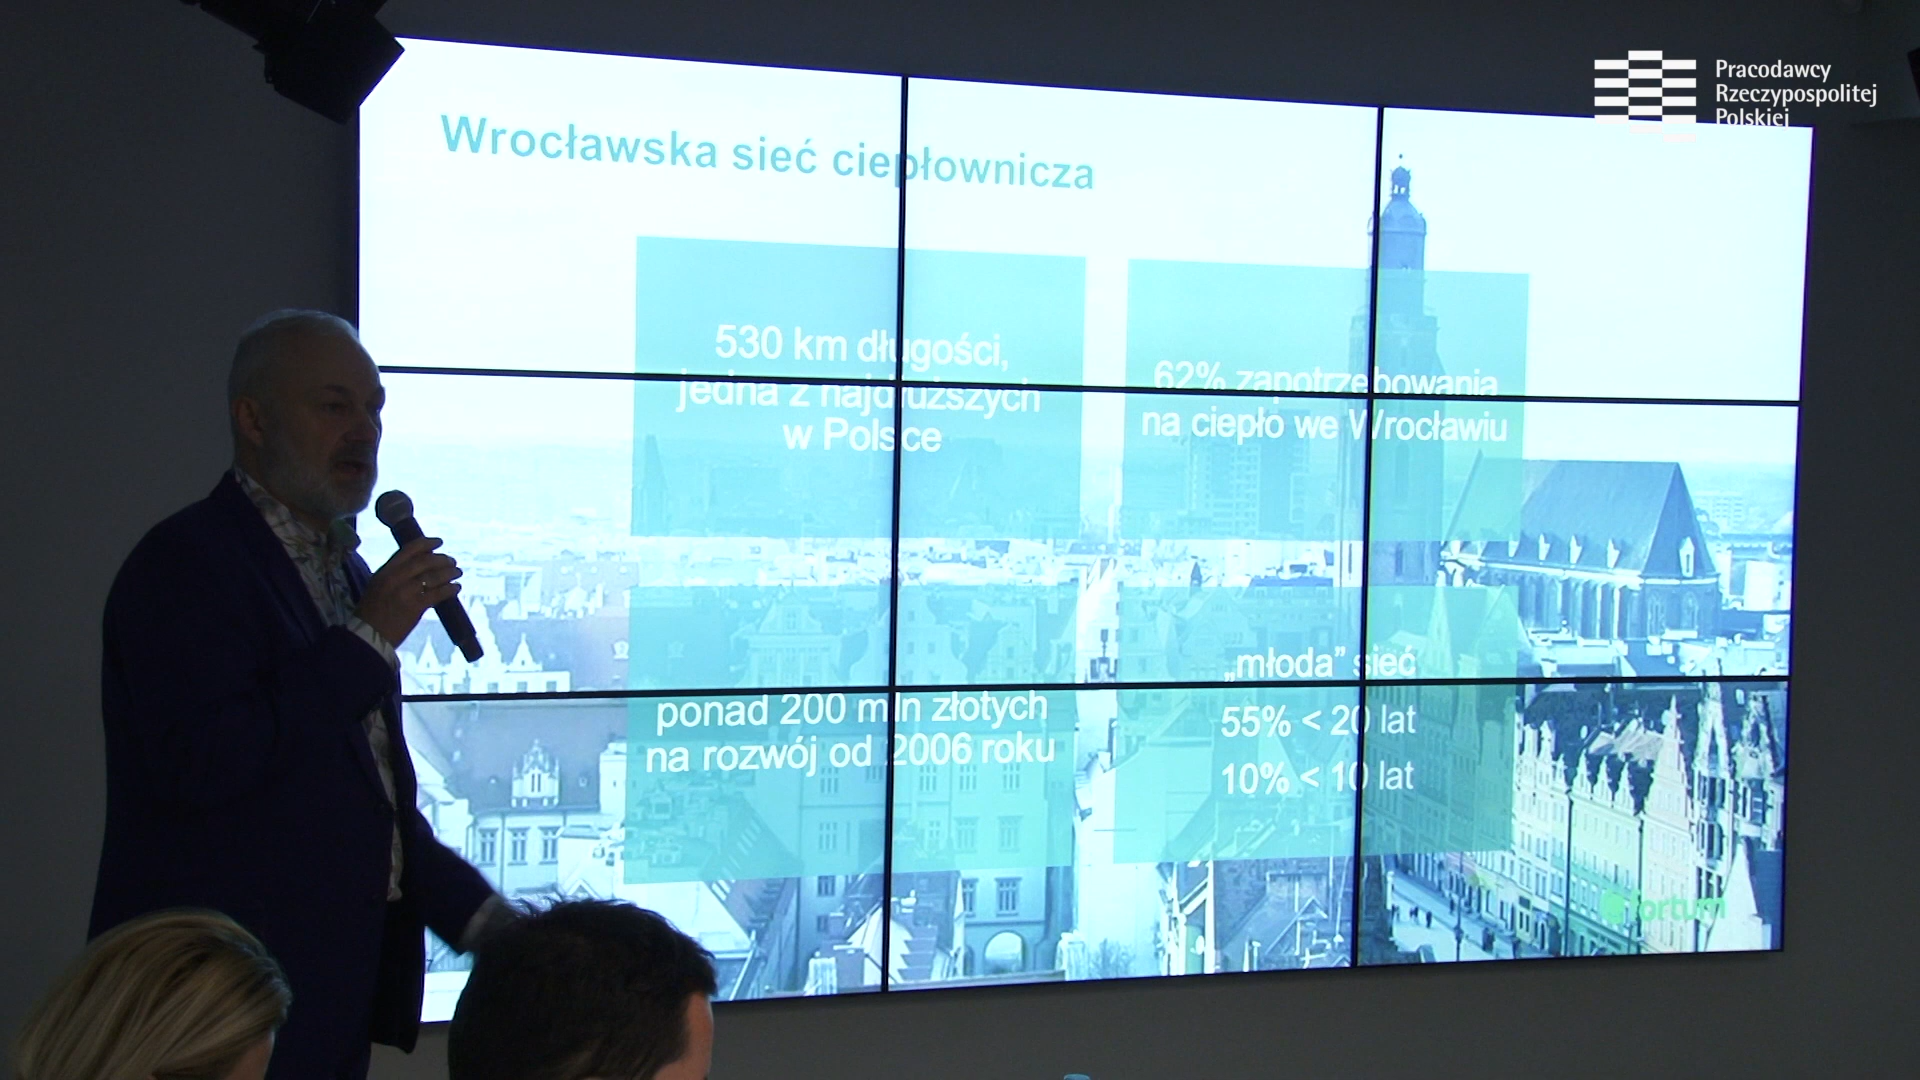 Pracodawcy
Rzeczypospolitej
Polskiej
Wrocławska sieć ciepłownicza
530 km długości,
jedna z najdłuższych
w Polsce
62% zapotrzebowania
na ciepło we Wrocławiu
ponad 200 mln złotych
na rozwój od 2006 roku
„młoda” sieć
55% < 20 lat
10% < 10 lat
fortum